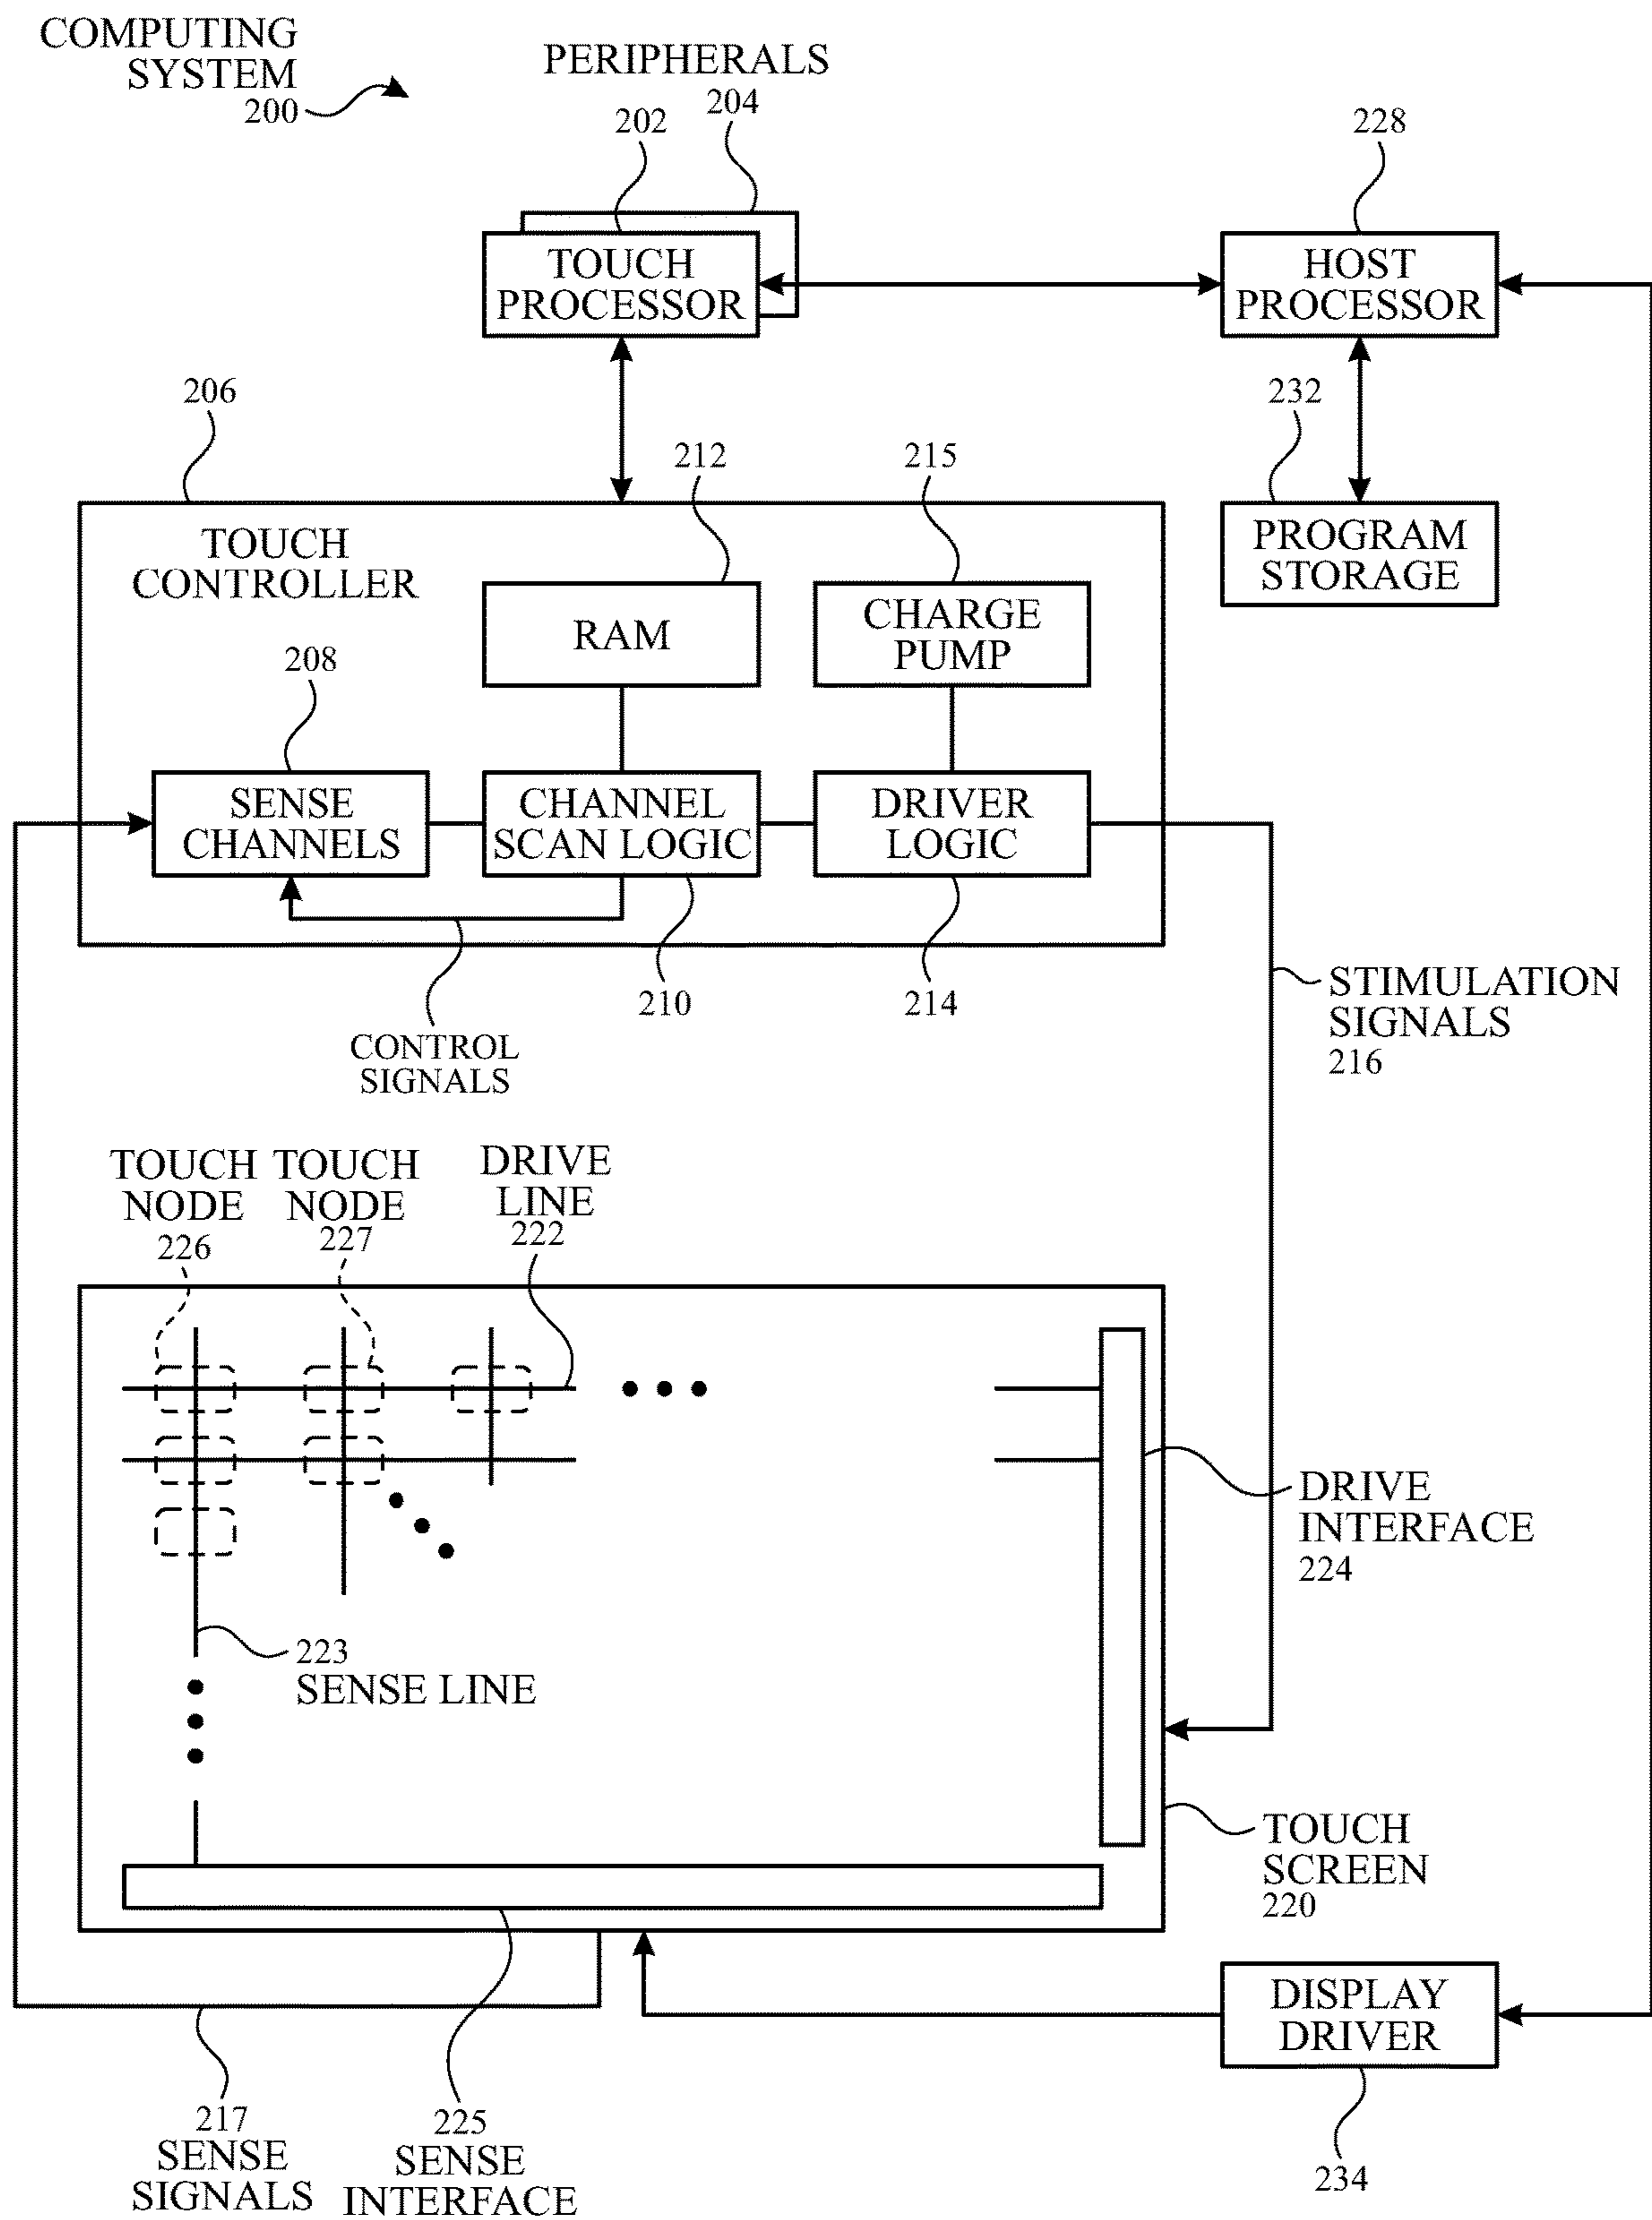 COMPUTING
SYSTEM
200
PERIPHERALS
204
202
228
TOUCH
PROCESSOR
HOST
PROCESSOR
206
212
215
232
TOUCH
CONTROLLER
RAM
CHARGE
PUMP
PROGRAM
STORAGE
208
SENSE
CHANNELS
CHANNEL
SCAN LOGIC
DRIVER
LOGIC
210
214
CONTROL
SIGNALS
STIMULATION
SIGNALS
216
TOUCH
NODE
226
TOUCH
NODE
227
DRIVE
LINE
222
DRIVE
INTERFACE
224
223
SENSE LINE
TOUCH
SCREEN
220
DISPLAY
DRIVER
234
217
SENSE
SIGNALS
225
SENSE
INTERFACE